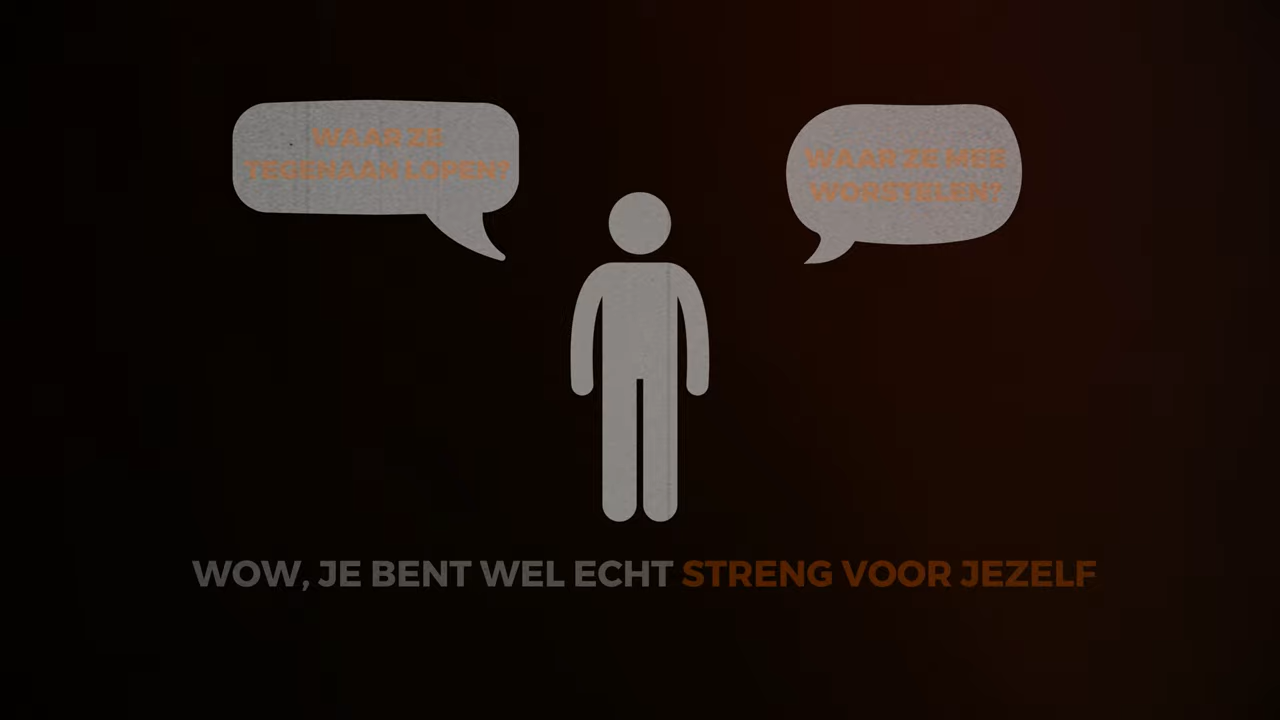 WAAR ZE
TEGENAAN LOPEN?
WAAR ZE MEE
WORSTELEN?
WOW, JE BENT WEL ECHT STRENG VOOR JEZELF